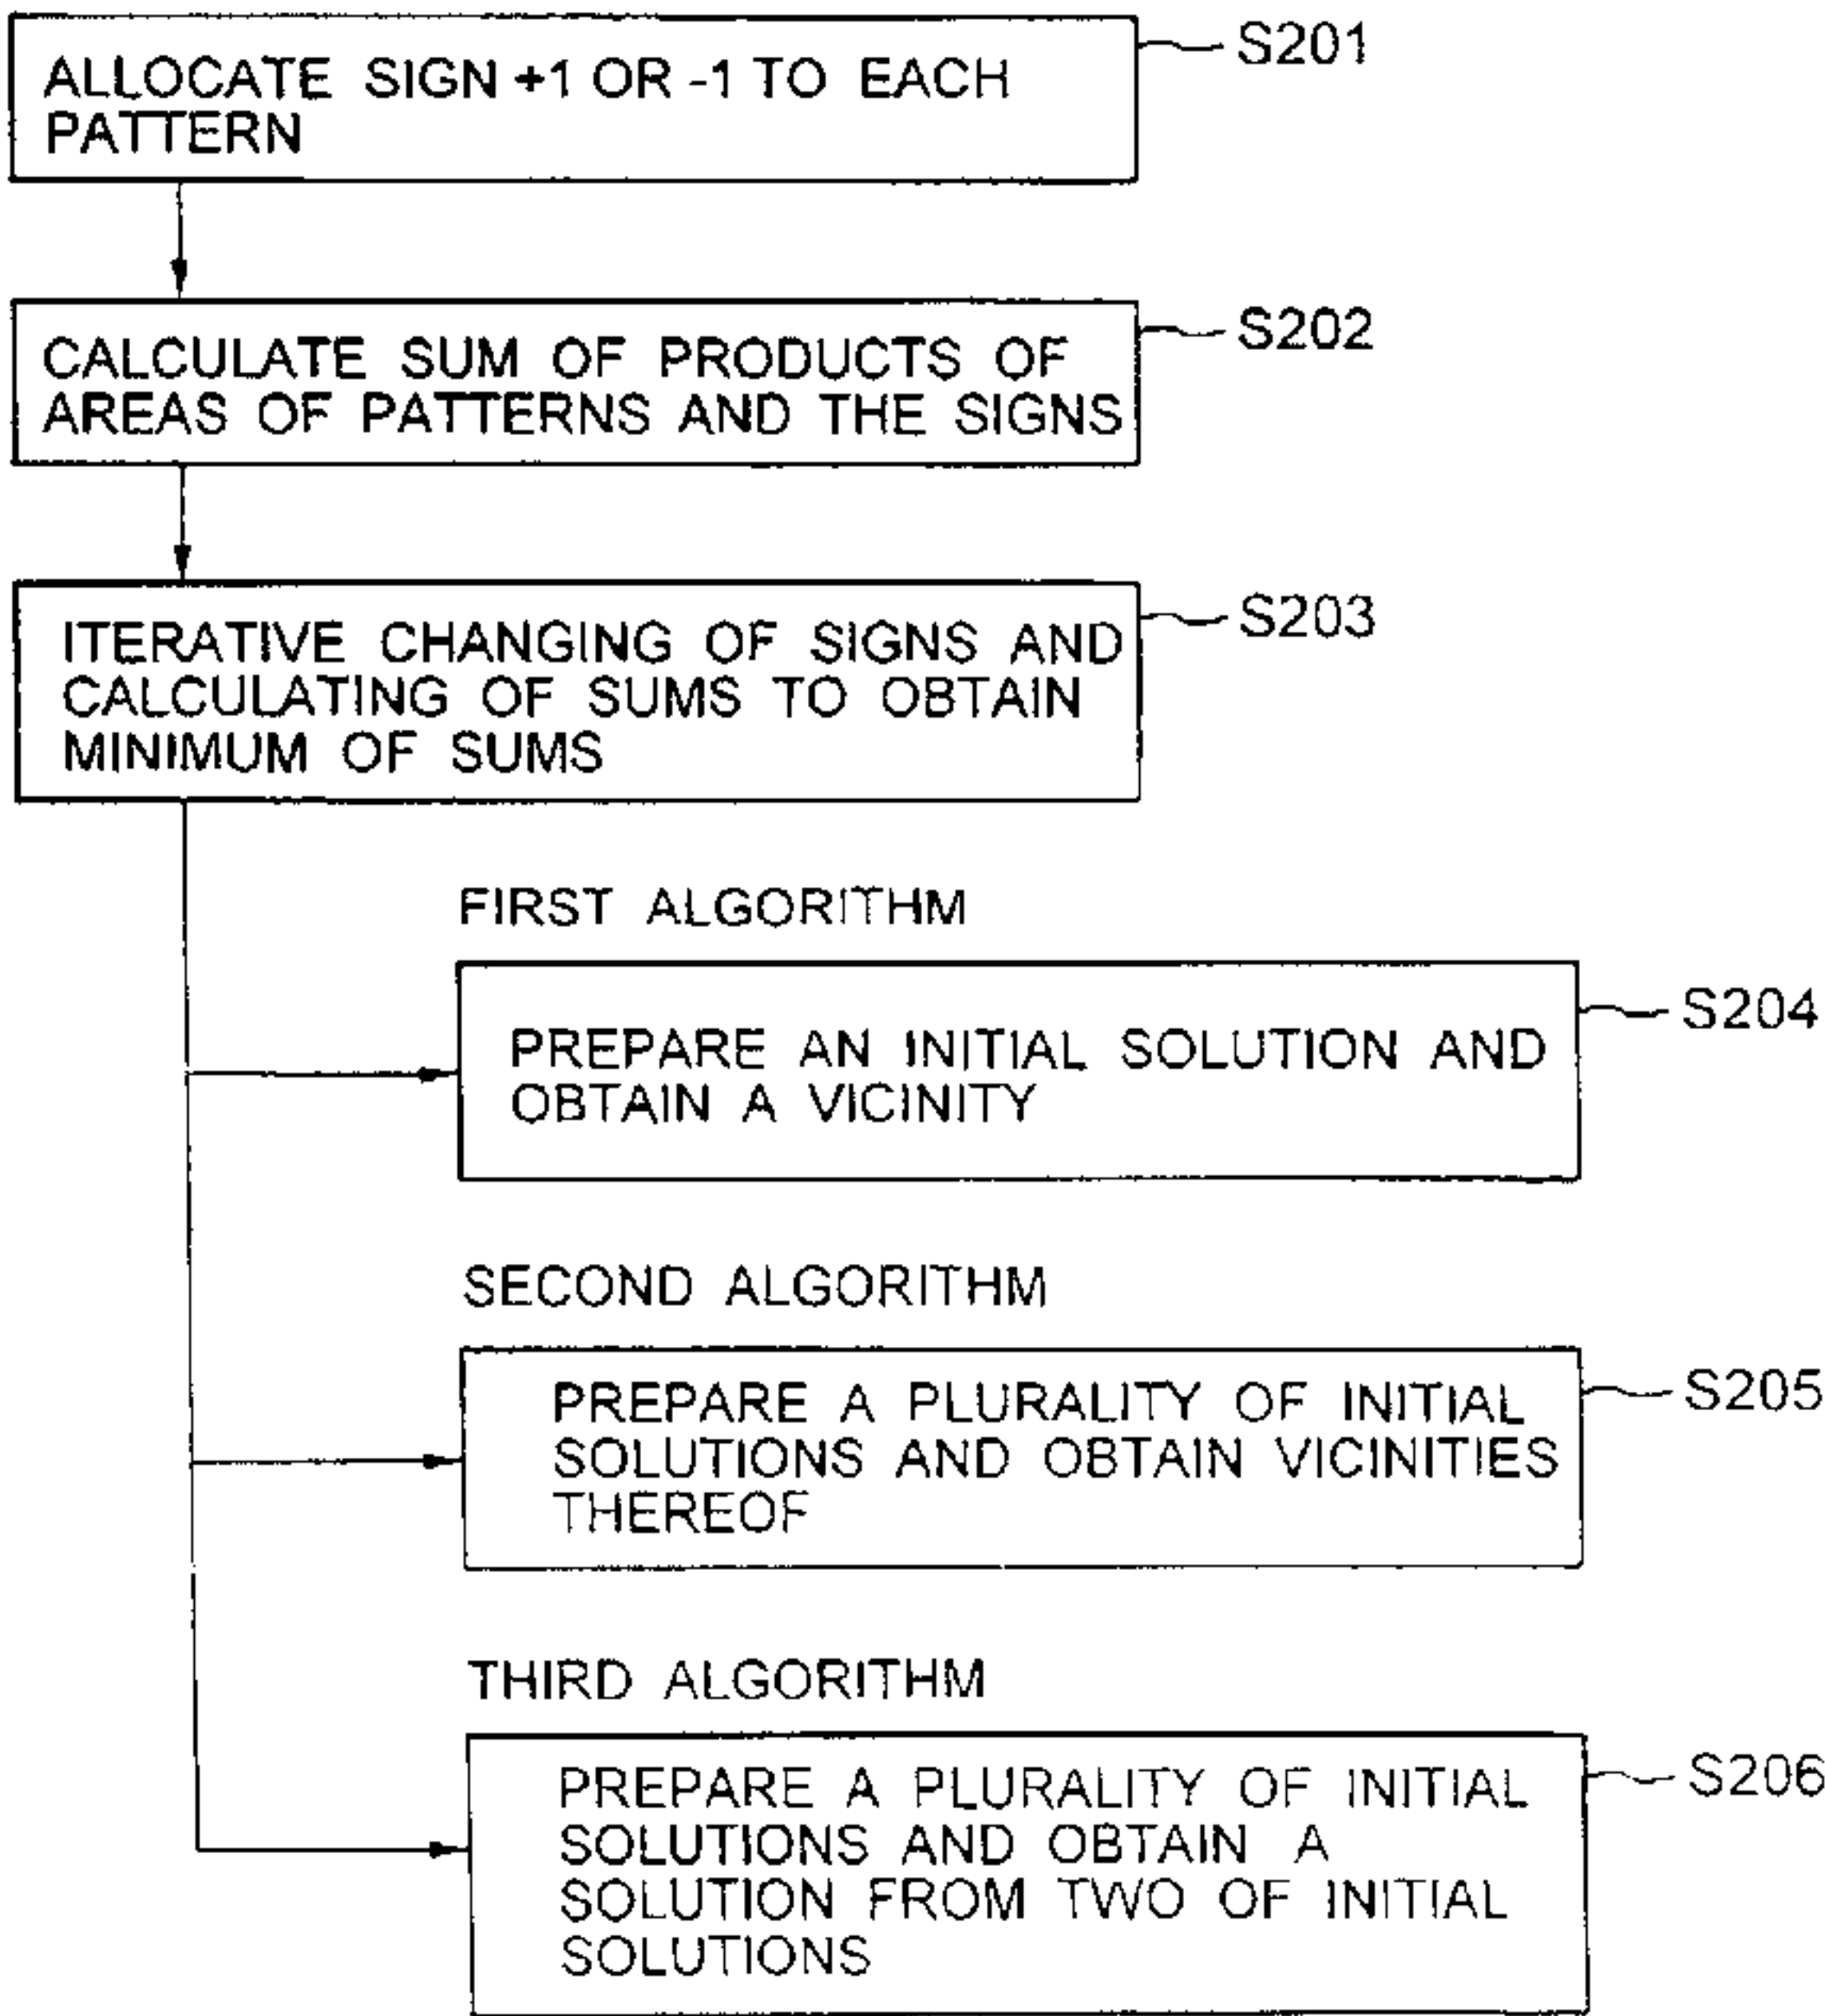 ALLOCATE SIGN +1 OR -1 TO EACH
PATTERN
S201
CALCULATE SUM OF PRODUCTS OF
AREAS OF PATTERNS AND THE SIGNS
S202
ITERATIVE CHANGING OF SIGNS AND
CALCULATING OF SUMS TO OBTAIN
MINIMUM OF SUMS
S203
FIRST ALGORITHM
PREPARE AN INITIAL SOLUTION AND
OBTAIN A VICINITY
S204
SECOND ALGORITHM
PREPARE A PLURALITY OF INITIAL
SOLUTIONS AND OBTAIN VICINITIES
THEREOF
S205
THIRD ALGORITHM
PREPARE A PLURALITY OF INITIAL
SOLUTIONS AND OBTAIN A
SOLUTION FROM TWO OF INITIAL
SOLUTIONS
S206